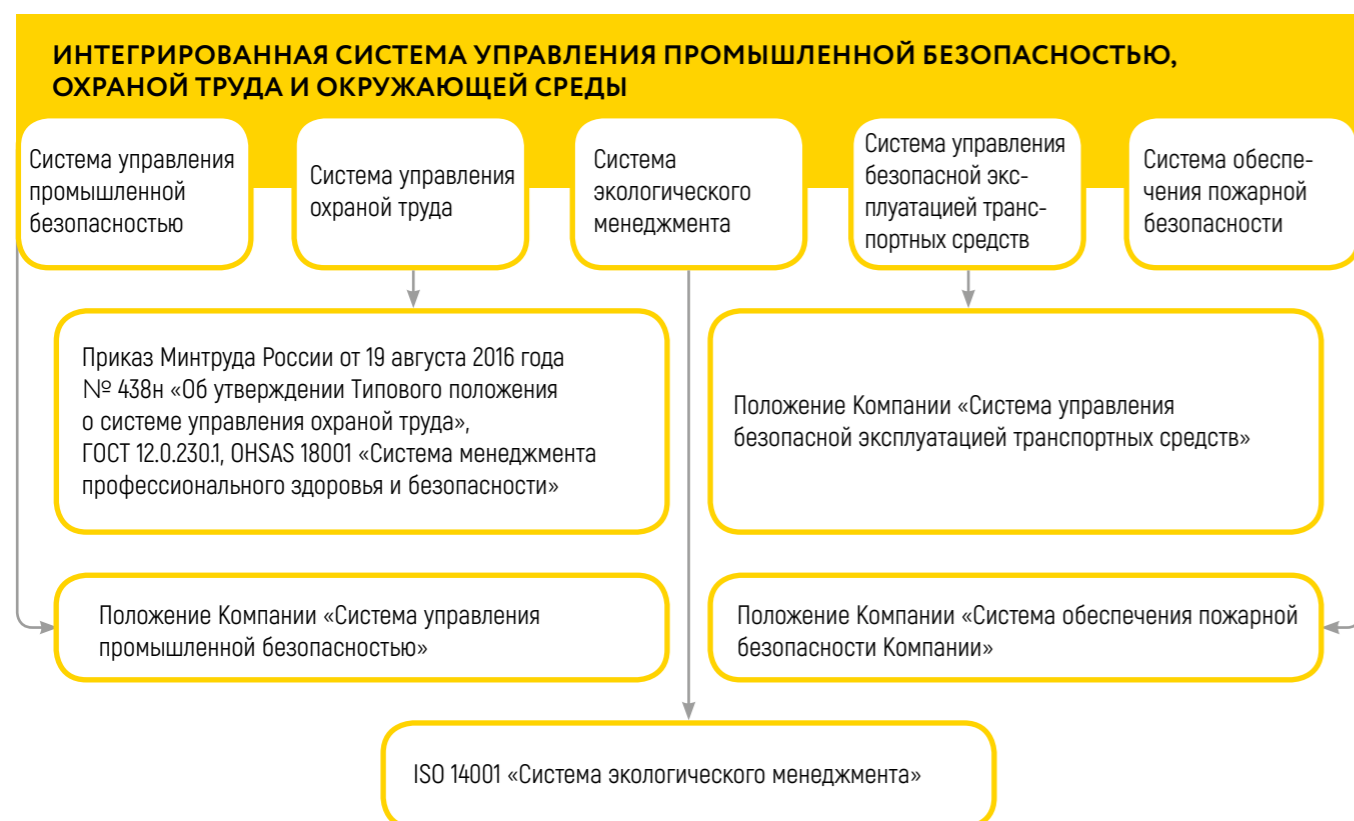 ИНТЕГРИРОВАННАЯ СИСТЕМА УПРАВЛЕНИЯ ПРОМЫШЛЕННОЙ БЕЗОПАСНОСТЬЮ,
ОХРАНОЙ ТРУДА И ОКРУЖАЮЩЕЙ СРЕДЫ
Система управления
промышленной
безопасностью
Система управления
охраной труда
Система
экологического
менеджмента
Система управления
безопасной экс-
плуатацией транс-
портных средств
Система обеспе-
чения пожарной
безопасности
Приказ Минтруда России от 19 августа 2016 года
№ 438н «Об утверждении Типового положения
о системе управления охраной труда»,
ГОСТ 12.0.230.1, OHSAS 18001 «Система менеджмента
профессионального здоровья и безопасности»
Положение Компании «Система управления
безопасной эксплуатацией транспортных средств»
Положение Компании «Система управления
промышленной безопасностью»
Положение Компании «Система обеспечения пожарной
безопасности Компании»
ISO 14001 «Система экологического менеджмента»